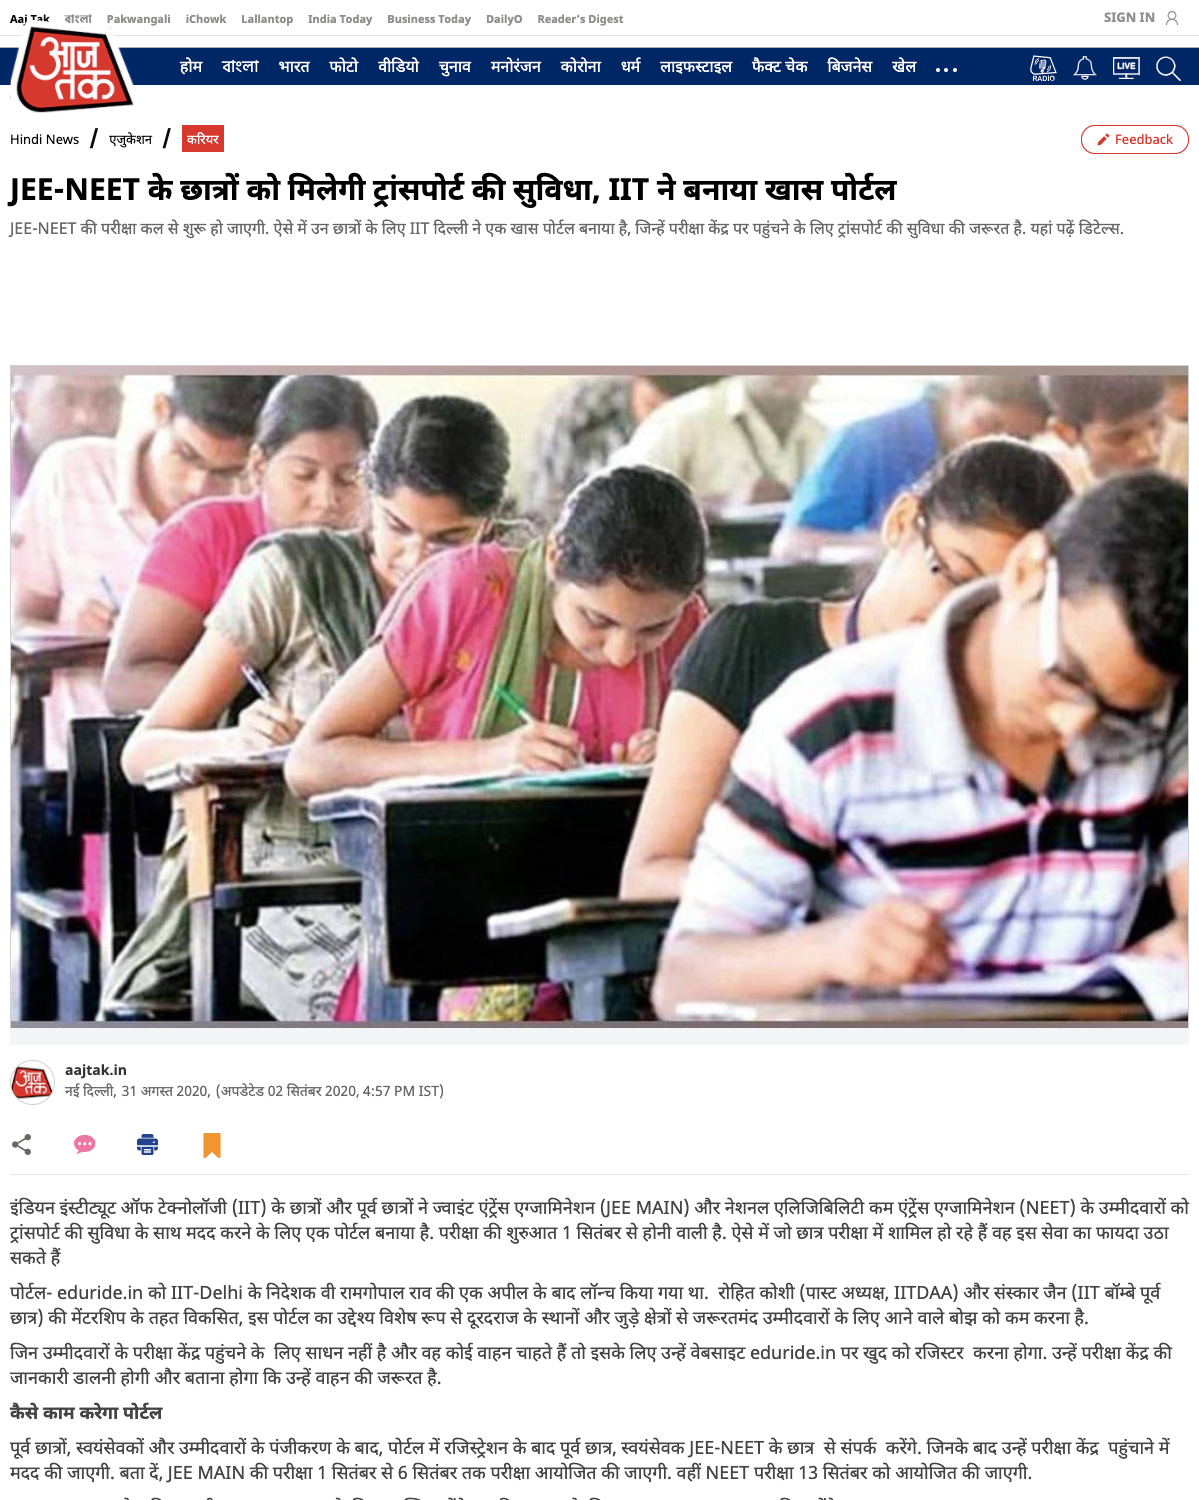 Aaj Tak বাংলা Pakwangali iChowk Lallantop India Today Business Today DailyO Reader's Digest SIGN IN
आज तक
होम বাংলা भारत फोटो वीडियो चुनाव मनोरंजन कोरोना धर्म लाइफस्टाइल फैक्ट चेक बिजनेस खेल ...
RADIO LIVE
Hindi News / एजुकेशन / करियर
Feedback
JEE-NEET के छात्रों को मिलेगी ट्रांसपोर्ट की सुविधा, IIT ने बनाया खास पोर्टल
JEE-NEET की परीक्षा कल से शुरू हो जाएगी. ऐसे में उन छात्रों के लिए IIT दिल्ली ने एक खास पोर्टल बनाया है, जिन्हें परीक्षा केंद्र पर पहुंचने के लिए ट्रांसपोर्ट की सुविधा की जरूरत है. यहां पढ़ें डिटेल्स.
आज तक
aajtak.in
नई दिल्ली, 31 अगस्त 2020, (अपडेटेड 02 सितंबर 2020, 4:57 PM IST)
इंडियन इंस्टीट्यूट ऑफ टेक्नोलॉजी (IIT) के छात्रों और पूर्व छात्रों ने ज्वाइंट एंट्रेंस एग्जामिनेशन (JEE MAIN) और नेशनल एलिजिबिलिटी कम एंट्रेंस एग्जामिनेशन (NEET) के उम्मीदवारों को
ट्रांसपोर्ट की सुविधा के साथ मदद करने के लिए एक पोर्टल बनाया है. परीक्षा की शुरुआत 1 सितंबर से होनी वाली है. ऐसे में जो छात्र परीक्षा में शामिल हो रहे हैं वह इस सेवा का फायदा उठा
सकते हैं
पोर्टल- eduride.in को IIT-Delhi के निदेशक वी रामगोपाल राव की एक अपील के बाद लॉन्च किया गया था. रोहित कोशी (पास्ट अध्यक्ष, IITDAA) और संस्कार जैन (IIT बॉम्बे पूर्व
छात्र) की मेंटरशिप के तहत विकसित, इस पोर्टल का उद्देश्य विशेष रूप से दूरदराज के स्थानों और जुड़े क्षेत्रों से जरूरतमंद उम्मीदवारों के लिए आने वाले बोझ को कम करना है.
जिन उम्मीदवारों के परीक्षा केंद्र पहुंचने के लिए साधन नहीं है और वह कोई वाहन चाहते हैं तो इसके लिए उन्हें वेबसाइट eduride.in पर खुद को रजिस्टर करना होगा. उन्हें परीक्षा केंद्र की
जानकारी डालनी होगी और बताना होगा कि उन्हें वाहन की जरूरत है.
कैसे काम करेगा पोर्टल
पूर्व छात्रों, स्वयंसेवकों और उम्मीदवारों के पंजीकरण के बाद, पोर्टल में रजिस्ट्रेशन के बाद पूर्व छात्र, स्वयंसेवक JEE-NEET के छात्र से संपर्क करेंगे. जिनके बाद उन्हें परीक्षा केंद्र पहुंचाने में
मदद की जाएगी. बता दें, JEE MAIN की परीक्षा 1 सितंबर से 6 सितंबर तक परीक्षा आयोजित की जाएगी. वहीं NEET परीक्षा 13 सितंबर को आयोजित की जाएगी.